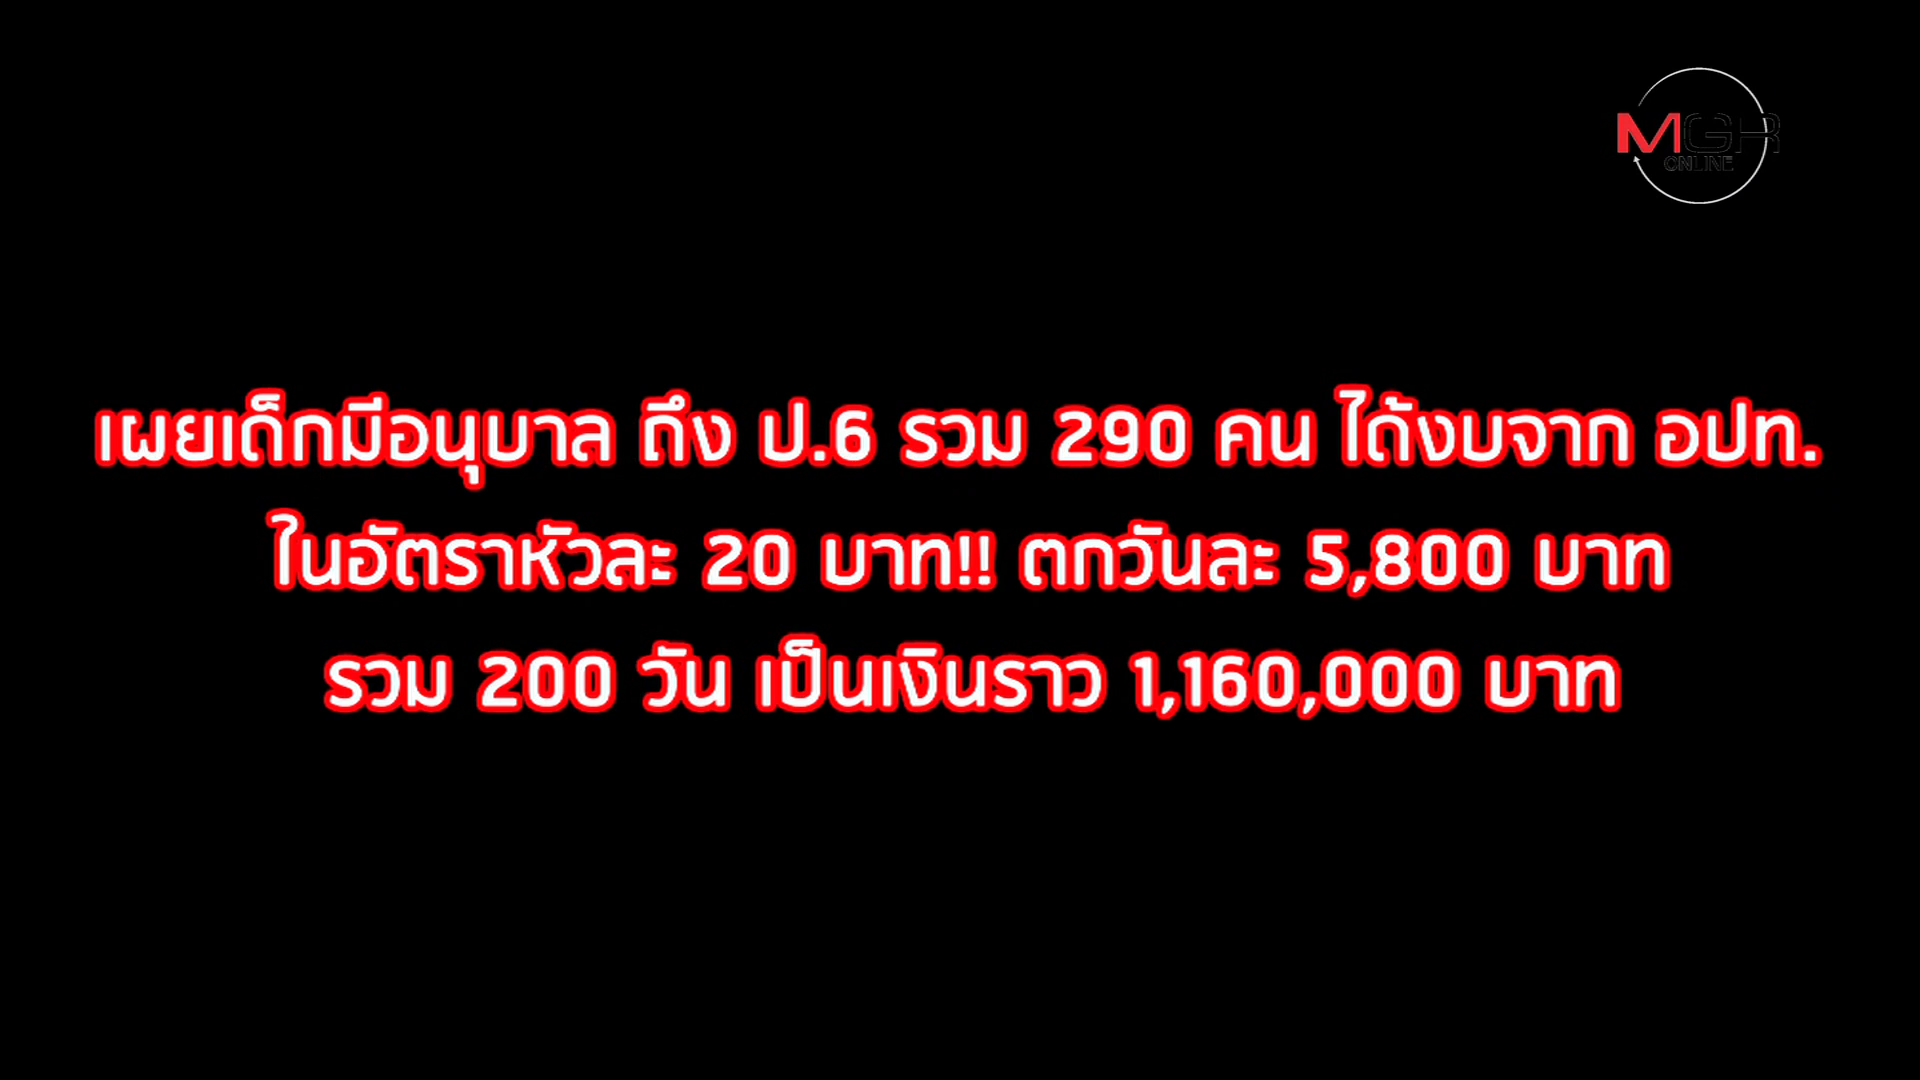 MGR
ONLINE
เผยเด็กมีอนุบาล ถึง ป.6 รวม 290 คน ได้งบจาก อปท.
ในอัตราหัวละ 20 บาท!! ตกวันละ 5,800 บาท
รวม 200 วัน เป็นเงินราว 1,160,000 บาท